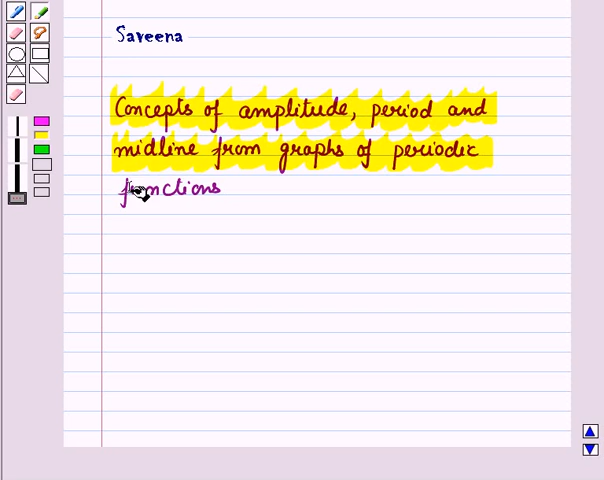 Saveena
Concepts of amplitude, period and
midline from graphs of periodic
functions